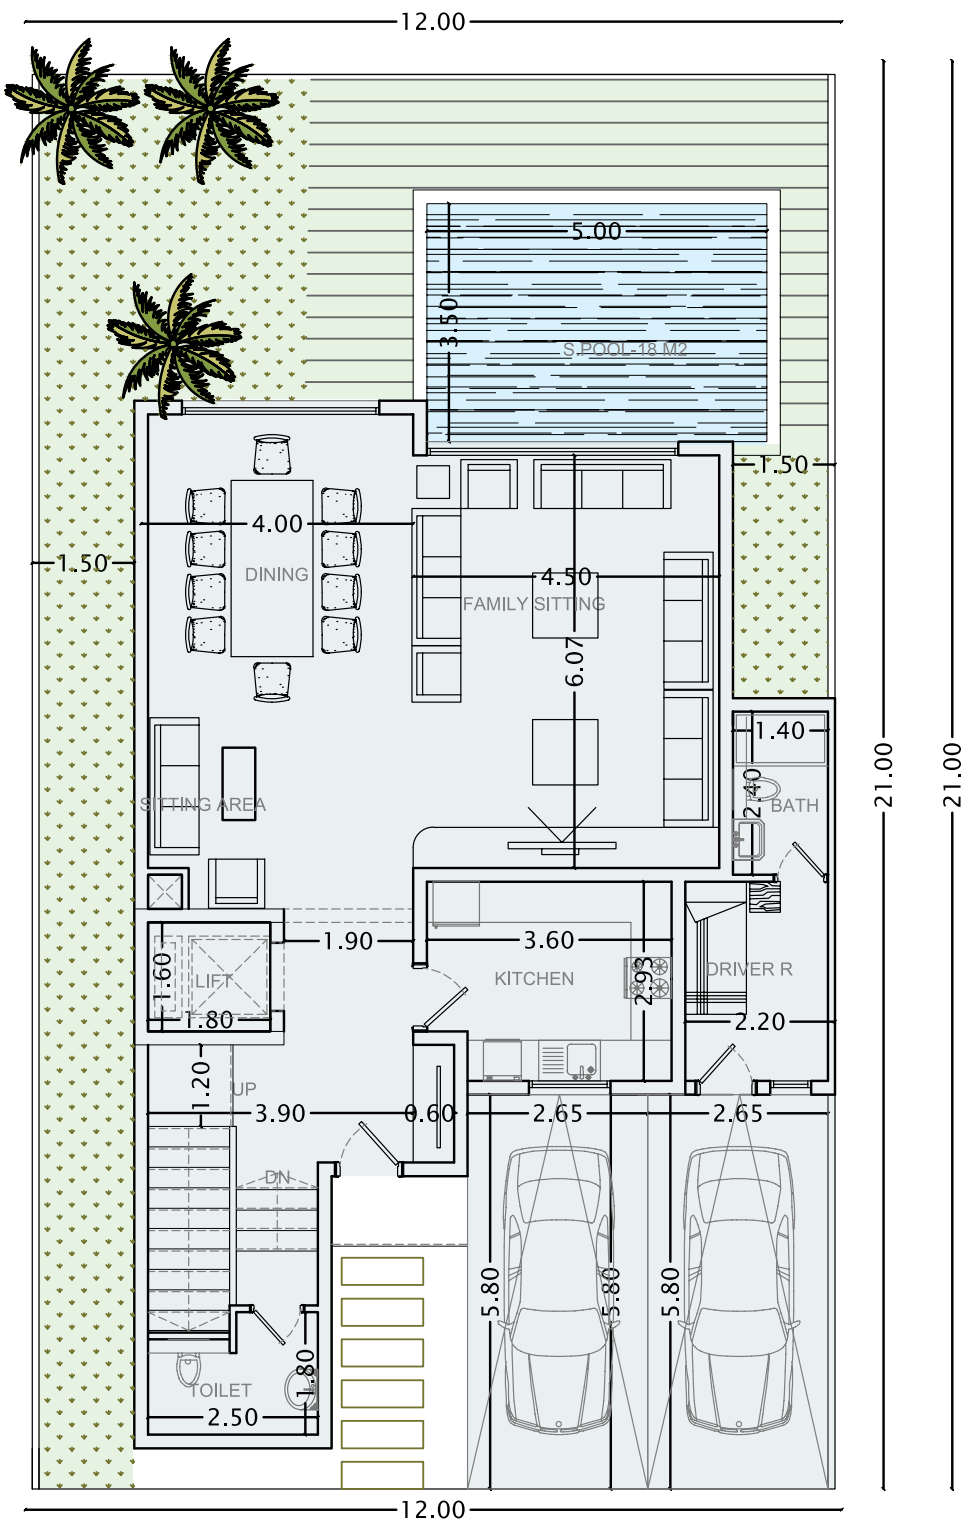 12.00
5.00
3.50
S.POOL-18 M2
1.50
4.00
1.50
DINING
4.50
FAMILY SITTING
6.07
1.40
21.00
21.00
2.40
SITTING AREA
BATH
1.90
3.60
1.60
LIFT
KITCHEN
2.93
DRIVER R
1.80
2.20
1.20
UP
3.90
0.60
2.65
2.65
DN
5.80
5.80
5.80
1.80
TOILET
2.50
12.00